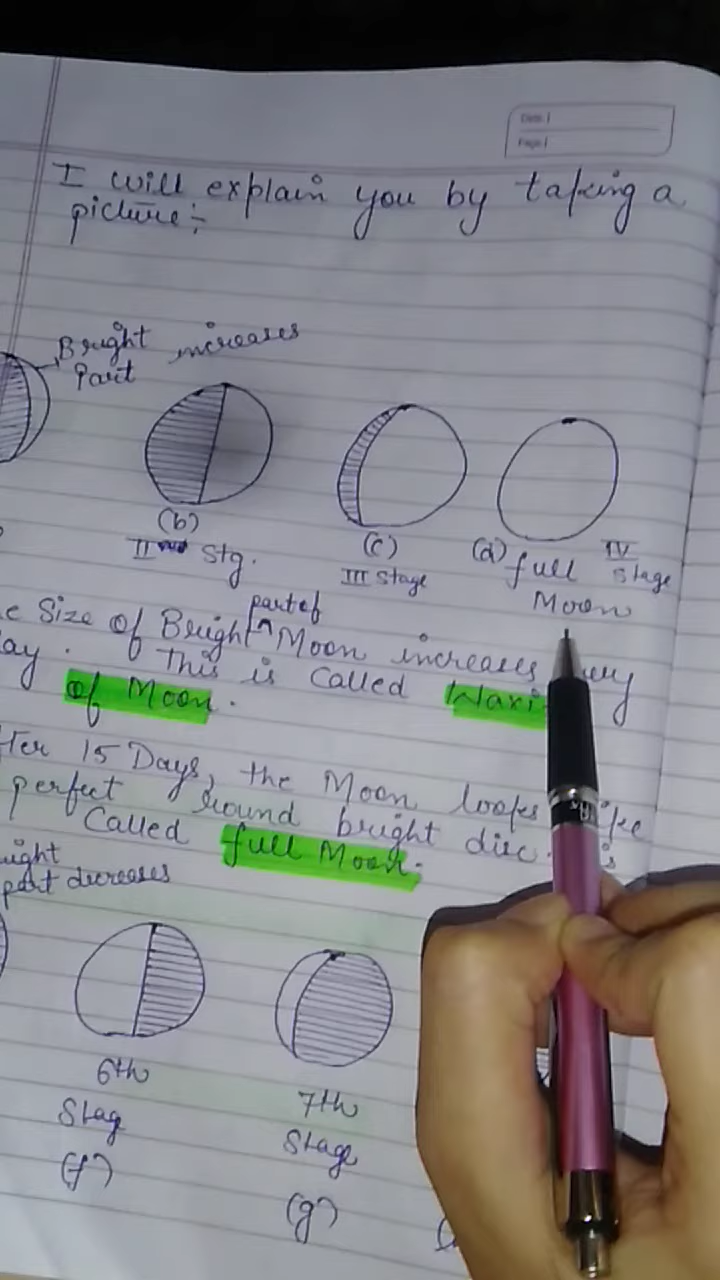 Date |
Page |
I will explain you by taking a
picture:-
Bright increases
Part
(b)
II Stg.
(c)
III Stage
(d) full
Moon
IV
Stage
Size of Bright part of Moon increases
This is called
of Moon.
15 Days, the Moon looks
perfect round bright disc.
Called full Moon.
part decreases
6th
Stag
(f)
7th
Stage
(g)